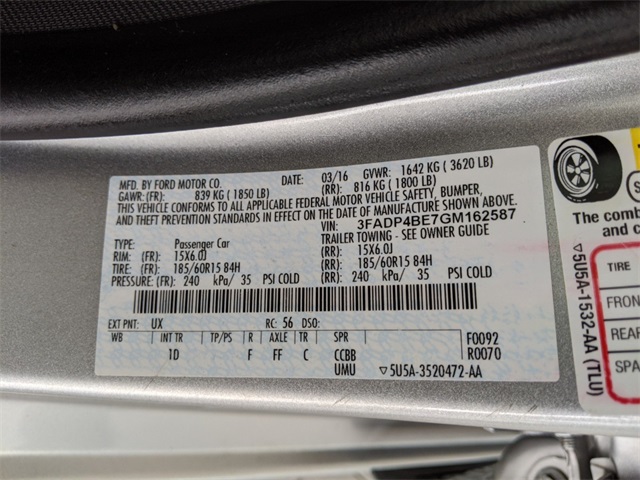 MFD. BY FORD MOTOR CO. DATE: 03/16 GVWR: 1642 KG ( 3620 LB)
GAWR:(FR): 839 KG ( 1850 LB) (RR): 816 KG ( 1800 LB)
THIS VEHICLE CONFORMS TO ALL APPLICABLE FEDERAL MOTOR VEHICLE SAFETY, BUMPER,
AND THEFT PREVENTION STANDARDS IN EFFECT ON THE DATE OF MANUFACTURE SHOWN ABOVE.
VIN: 3FADP4BE7GM162587
TYPE: Passenger Car TRAILER TOWING - SEE OWNER GUIDE
RIM: (FR): 15X6.0J (RR): 15X6.0J
TIRE: (FR): 185/60R15 84H (RR): 185/60R15 84H
PRESSURE: (FR): 240 kPa/ 35 PSI COLD (RR): 240 kPa/ 35 PSI COLD
EXT PNT: UX RC: 56 DSO:
WB INT TR TP/PS R AXLE TR SPR F0092
1D F FF C CCBB R0070
UMU ▽5U5A-3520472-AA
▽5U5A-1532-AA (TLU)
The com
and c
TIRE
FRON
REAR
SPA